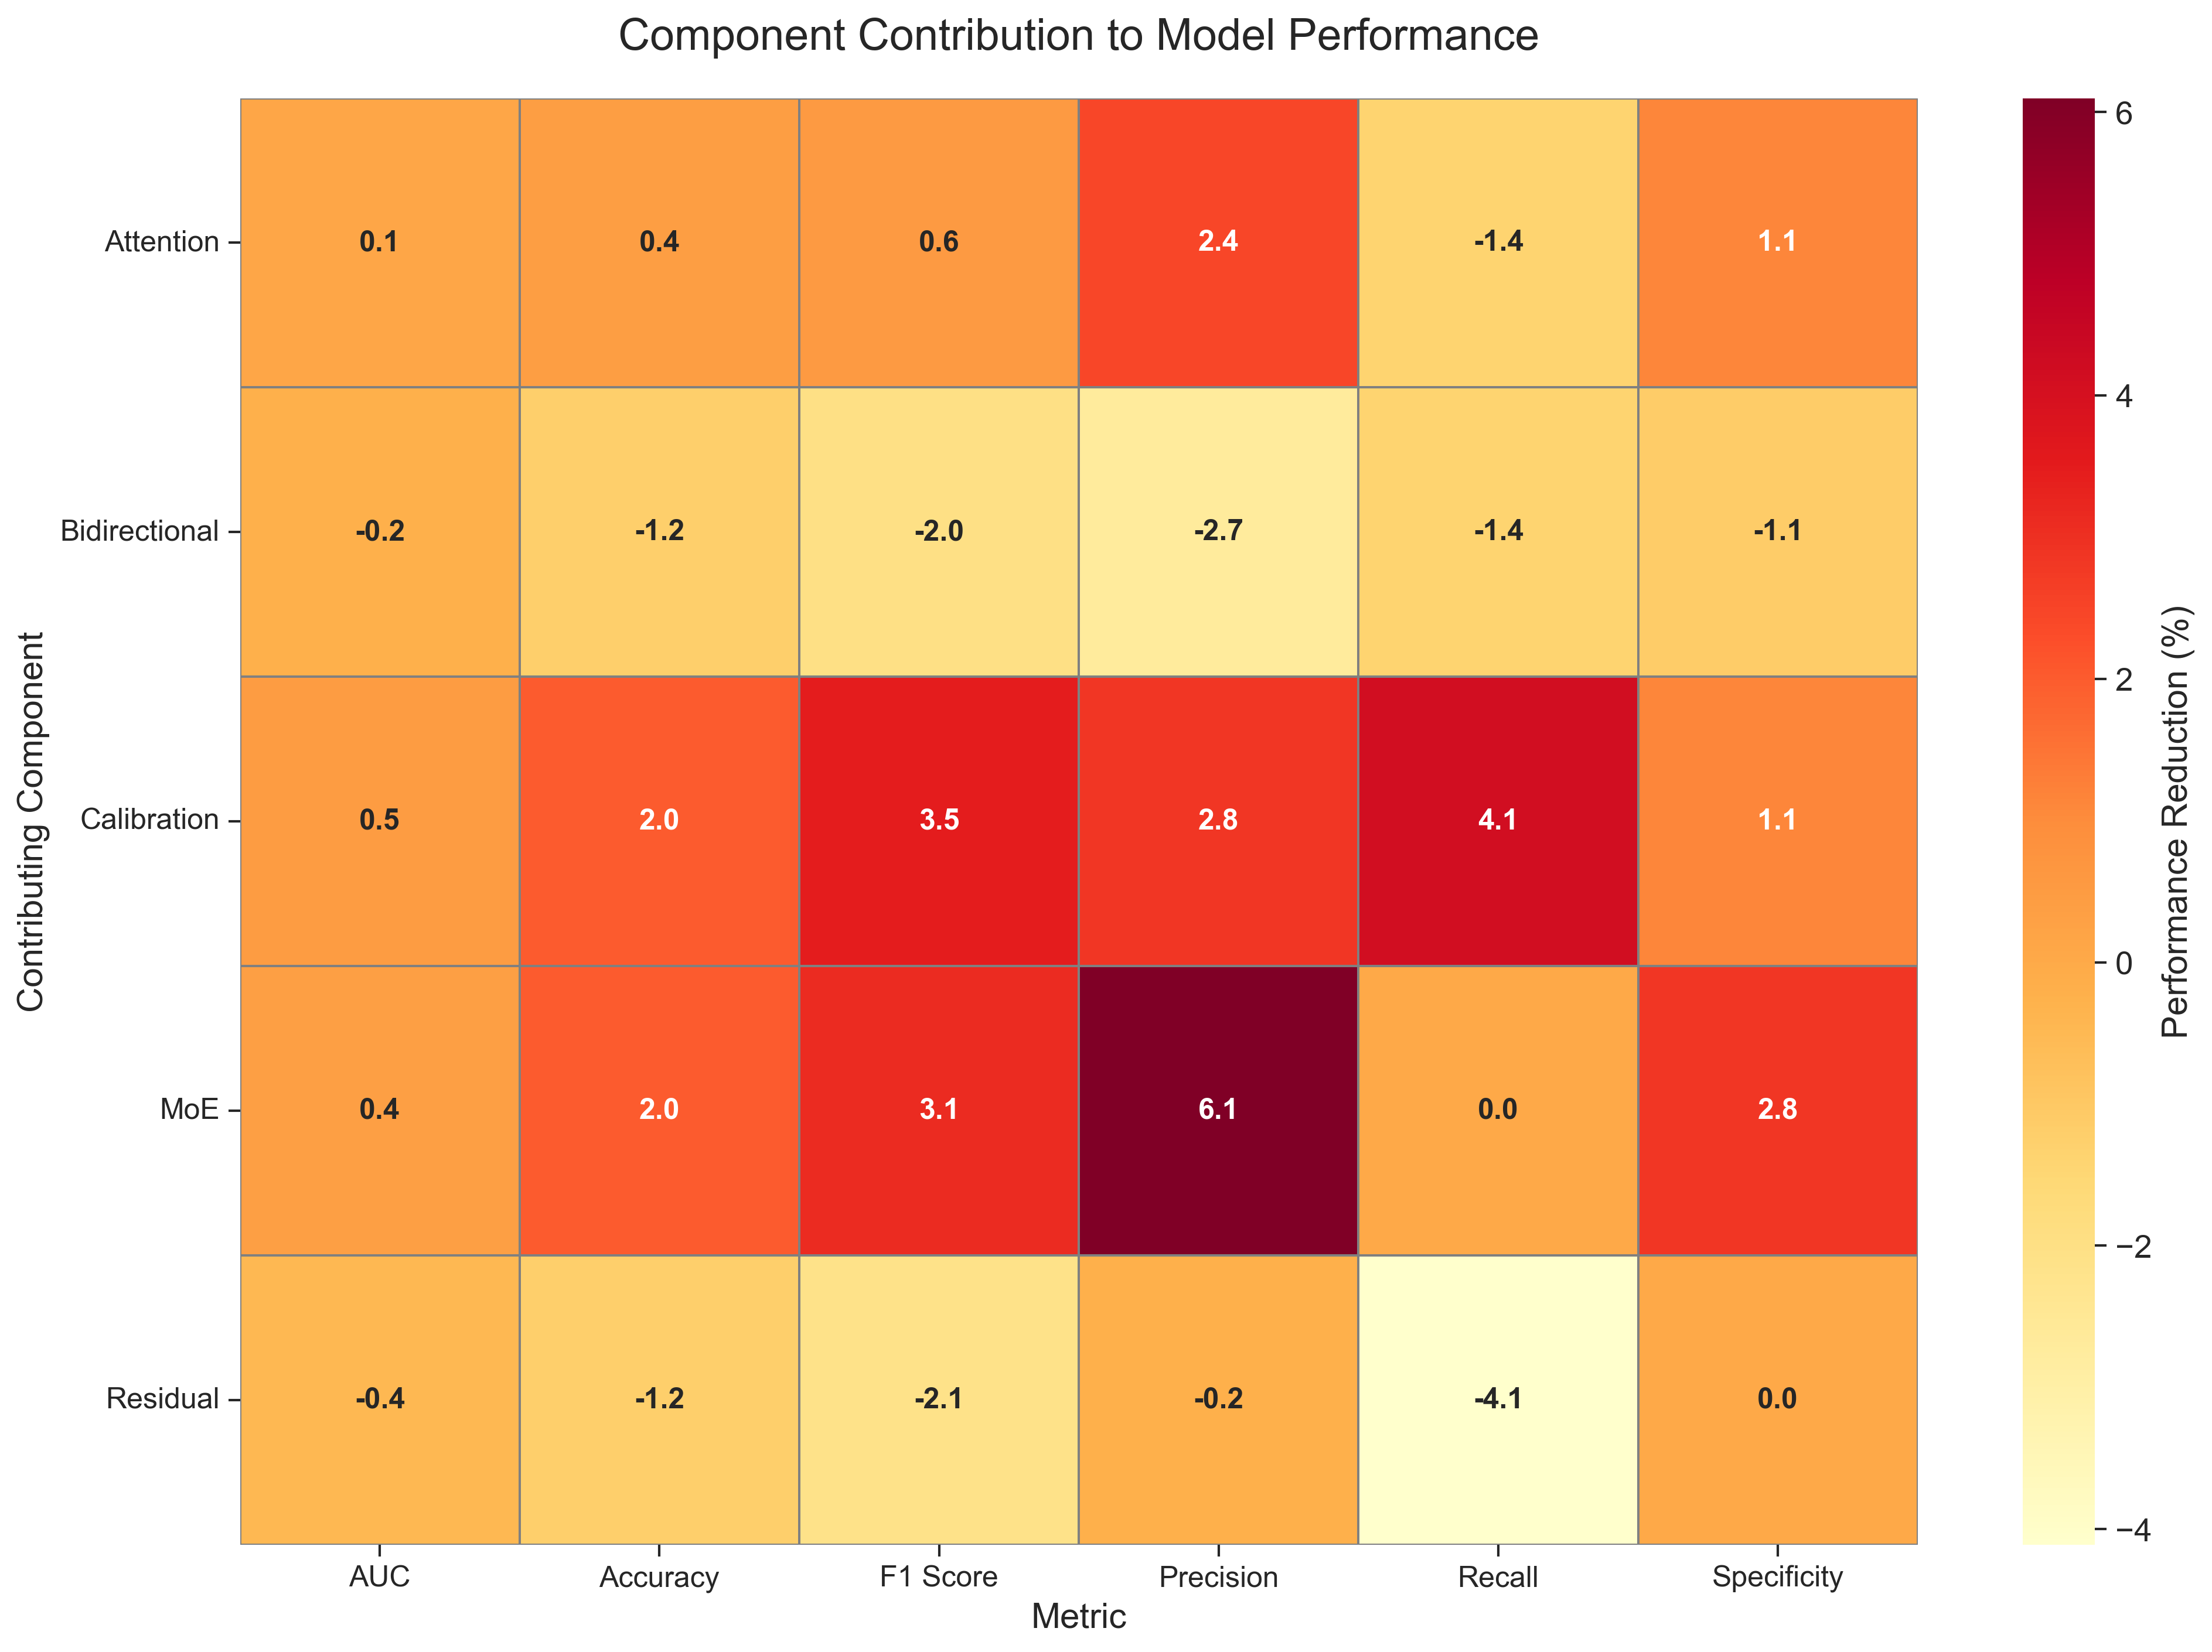 Component Contribution to Model Performance
Contributing Component
Attention 0.1 0.4 0.6 2.4 -1.4 1.1
Bidirectional -0.2 -1.2 -2.0 -2.7 -1.4 -1.1
Calibration 0.5 2.0 3.5 2.8 4.1 1.1
MoE 0.4 2.0 3.1 6.1 0.0 2.8
Residual -0.4 -1.2 -2.1 -0.2 -4.1 0.0
AUC Accuracy F1 Score Precision Recall Specificity
Metric
6
4
2
0
−2
−4
Performance Reduction (%)